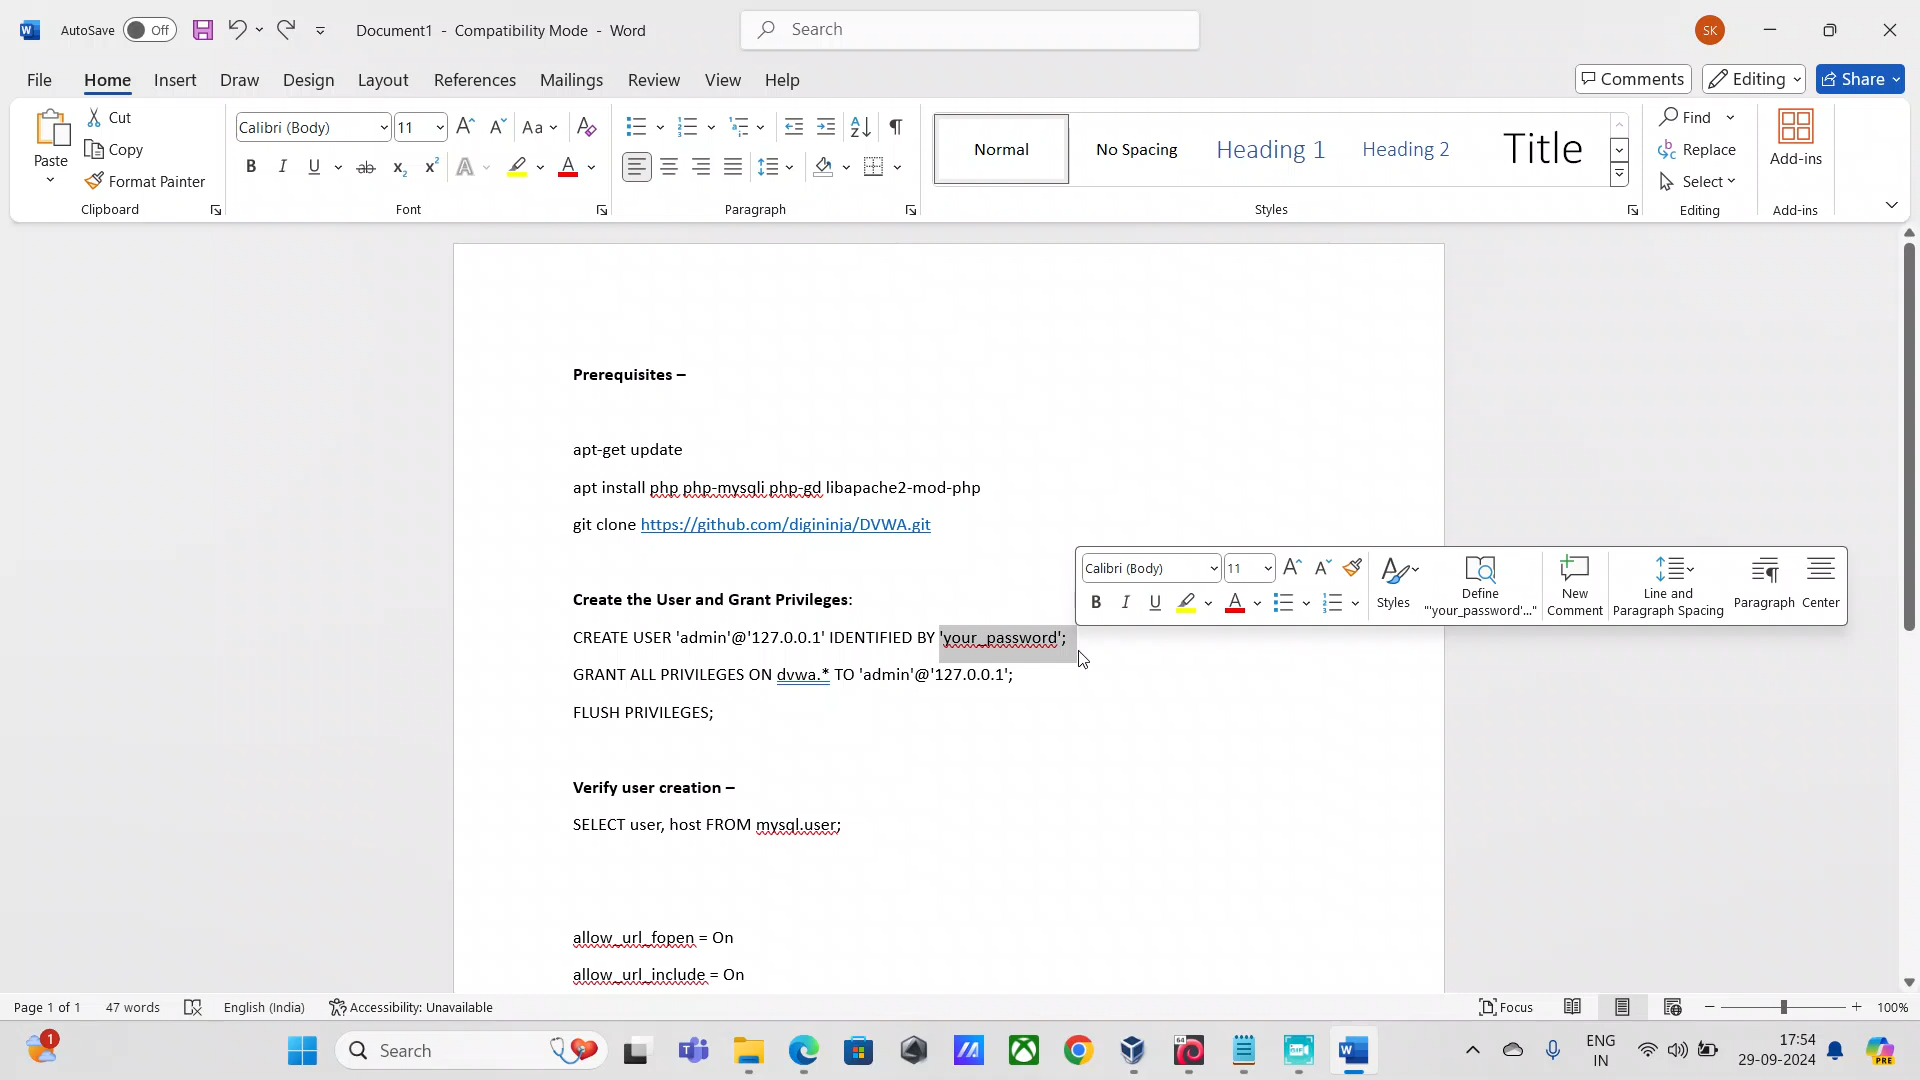 AutoSave Off Document1 - Compatibility Mode - Word Search SK
File Home Insert Draw Design Layout References Mailings Review View Help Comments Editing Share
Paste Cut
Copy
Format Painter
Clipboard
Calibri (Body) 11 Aa
Font
Paragraph
Normal No Spacing Heading 1 Heading 2 Title
Styles
Find
Replace
Select
Editing
Add-ins
Add-ins
Prerequisites –
apt-get update
apt install php php-mysqli php-gd libapache2-mod-php
git clone https://github.com/digininja/DVWA.git
Create the User and Grant Privileges:
CREATE USER 'admin'@'127.0.0.1' IDENTIFIED BY 'your_password';
GRANT ALL PRIVILEGES ON dvwa.* TO 'admin'@'127.0.0.1';
FLUSH PRIVILEGES;
Verify user creation –
SELECT user, host FROM mysql.user;
allow_url_fopen = On
allow_url_include = On
Calibri (Body) 11
Styles
Define
"'your_password'..."
New
Comment
Line and
Paragraph Spacing
Paragraph
Center
Page 1 of 1 47 words English (India) Accessibility: Unavailable Focus 100%
1 Search 64 ENG
IN
17:54
29-09-2024
PRE